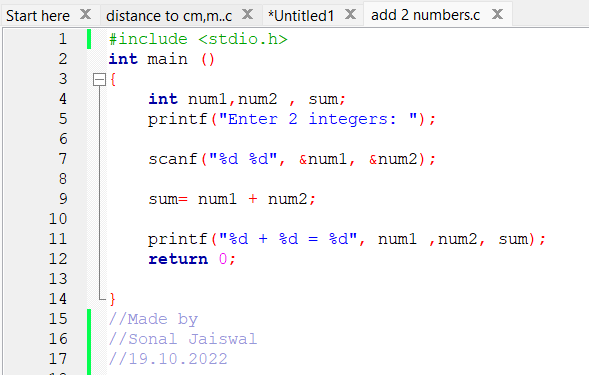 Start here X distance to cm,m..c X *Untitled1 X add 2 numbers.c X
1 #include <stdio.h>
2 int main ()
3 {
4 int num1,num2 , sum;
5 printf("Enter 2 integers: ");
6
7 scanf("%d %d", &num1, &num2);
8
9 sum= num1 + num2;
10
11 printf("%d + %d = %d", num1 ,num2, sum);
12 return 0;
13
14 }
15 //Made by
16 //Sonal Jaiswal
17 //19.10.2022